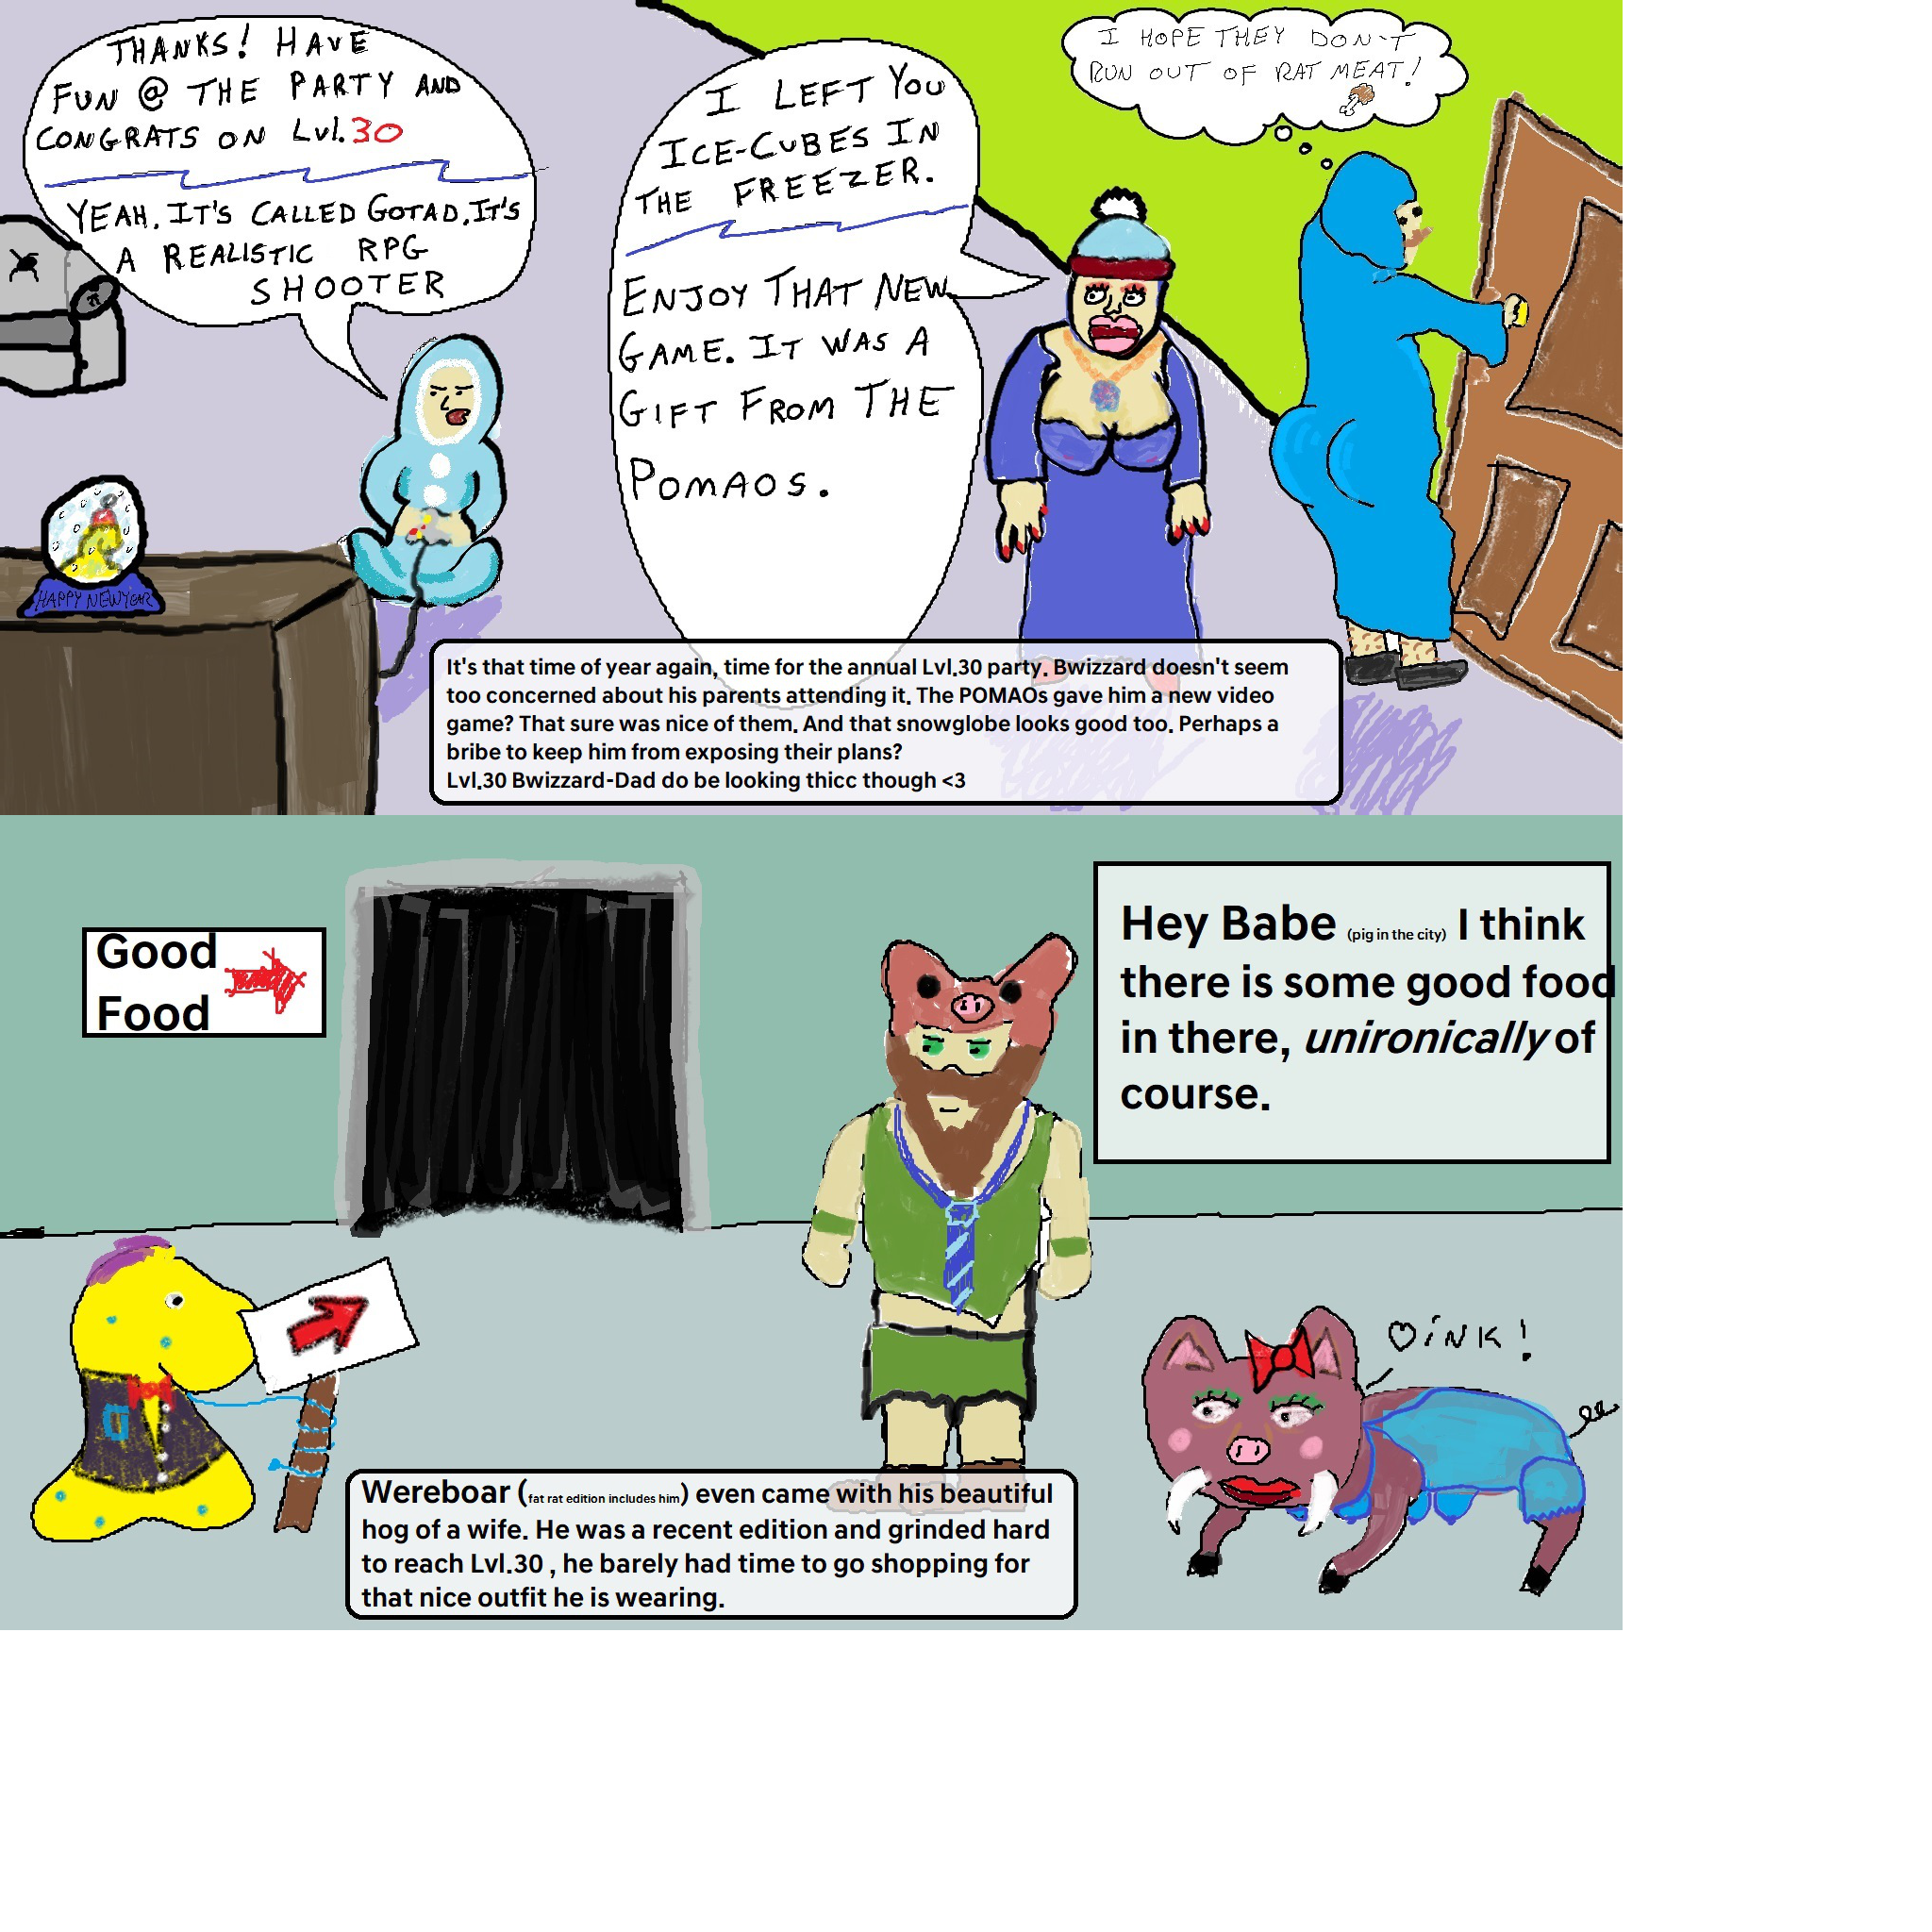 THANKS! HAVE
FUN @ THE PARTY AND
CONGRATS ON Lvl.30
YEAH. IT'S CALLED GOTAD. IT'S
A REALISTIC RPG
SHOOTER
I LEFT YOU
ICE-CUBES IN
THE FREEZER.
ENJOY THAT NEW
GAME. IT WAS A
GIFT FROM THE
POMAOS.
I HOPE THEY DON'T
RUN OUT OF RAT MEAT!
HAPPY NEW YEAR
It's that time of year again, time for the annual Lvl.30 party. Bwizzard doesn't seem
too concerned about his parents attending it. The POMAOs gave him a new video
game? That sure was nice of them. And that snowglobe looks good too. Perhaps a
bribe to keep him from exposing their plans?
Lvl.30 Bwizzard-Dad do be looking thicc though <3
Good
Food
Hey Babe (pig in the city) I think
there is some good food
in there, unironically of
course.
OINK!
Wereboar (fat rat edition includes him) even came with his beautiful
hog of a wife. He was a recent edition and grinded hard
to reach Lvl.30 , he barely had time to go shopping for
that nice outfit he is wearing.